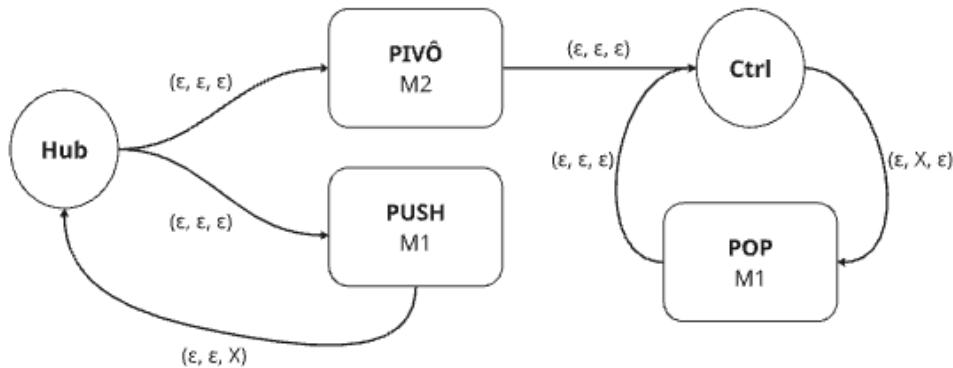 PIVÔ
M2
(ε, ε, ε)
Ctrl
(ε, ε, ε)
Hub
(ε, ε, ε)
(ε, X, ε)
PUSH
M1
(ε, ε, ε)
POP
M1
(ε, ε, X)